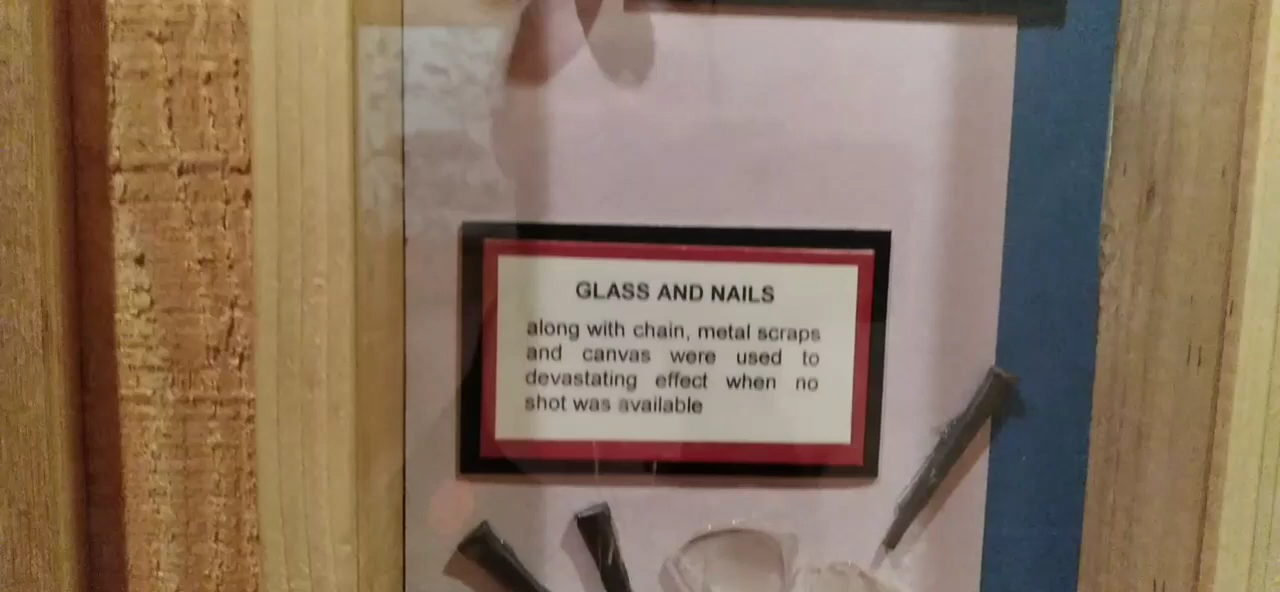 GLASS AND NAILS
along with chain, metal scraps
and canvas were used to
devastating effect when no
shot was available